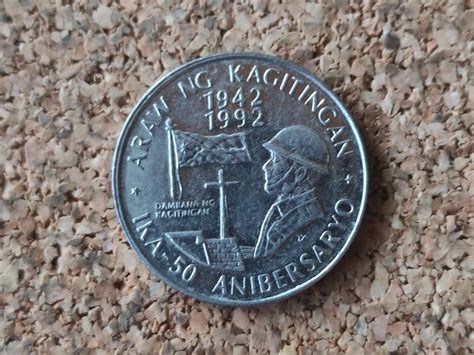 ARAW NG KAGITINGAN
1942
1992
DAMBANA NG
KAGITINGAN
IKA-50 ANIBERSARYO